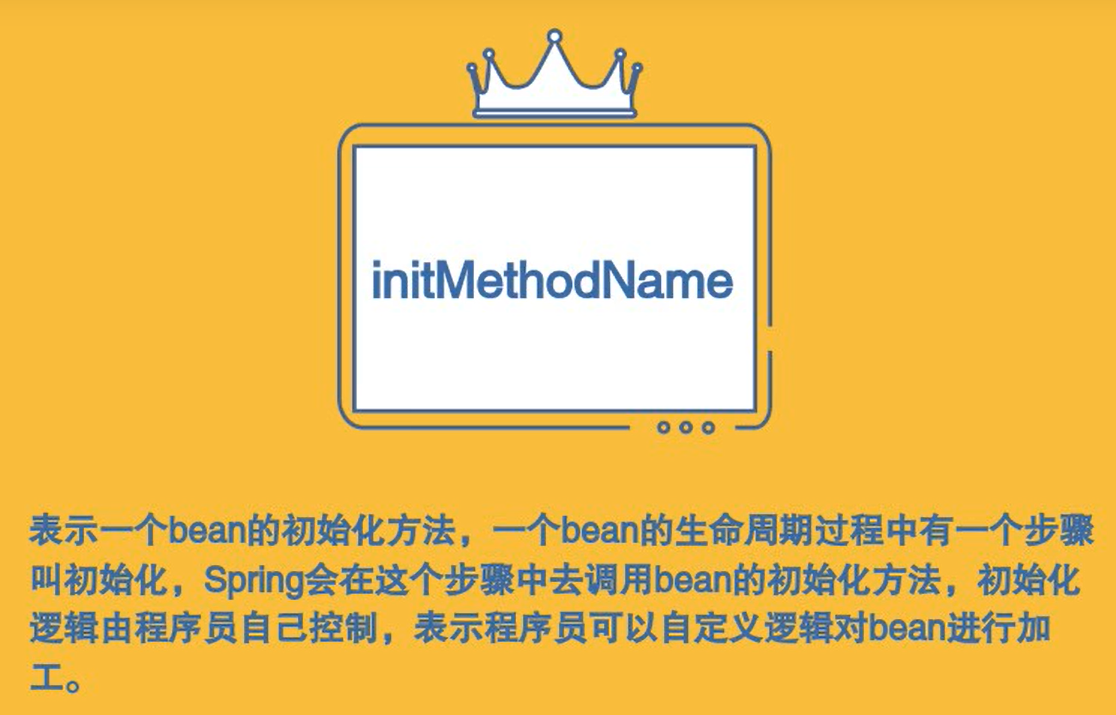 initMethodName
表示一个bean的初始化方法，一个bean的生命周期过程中有一个步骤
叫初始化，Spring会在这个步骤中去调用bean的初始化方法，初始化
逻辑由程序员自己控制，表示程序员可以自定义逻辑对bean进行加
工。